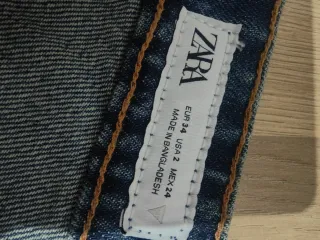 ZARA
EUR 34 USA 2 MEX 24
MADE IN BANGLADESH